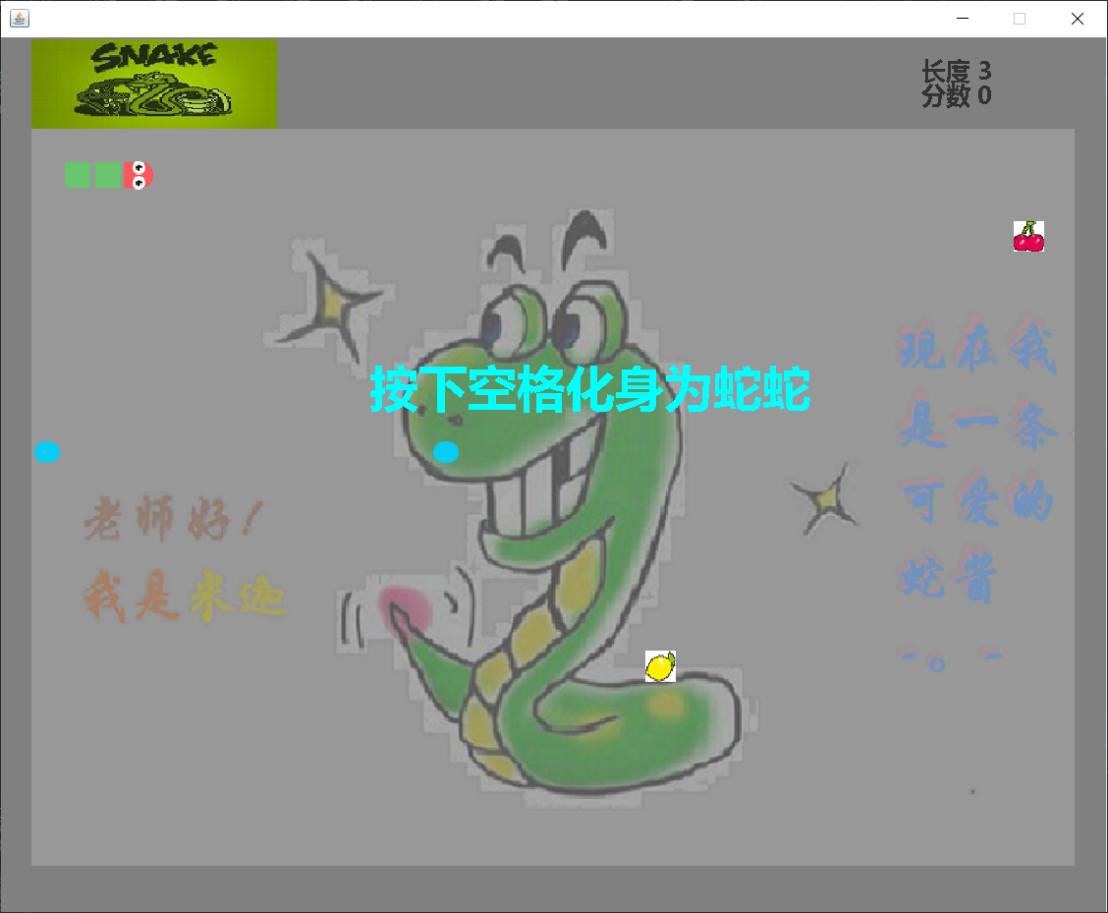 SNAKE
长度 3
分数 0
按下空格化身为蛇蛇
现在我
是一条
可爱的
蛇酱
-o-
老师好!
我是米迦